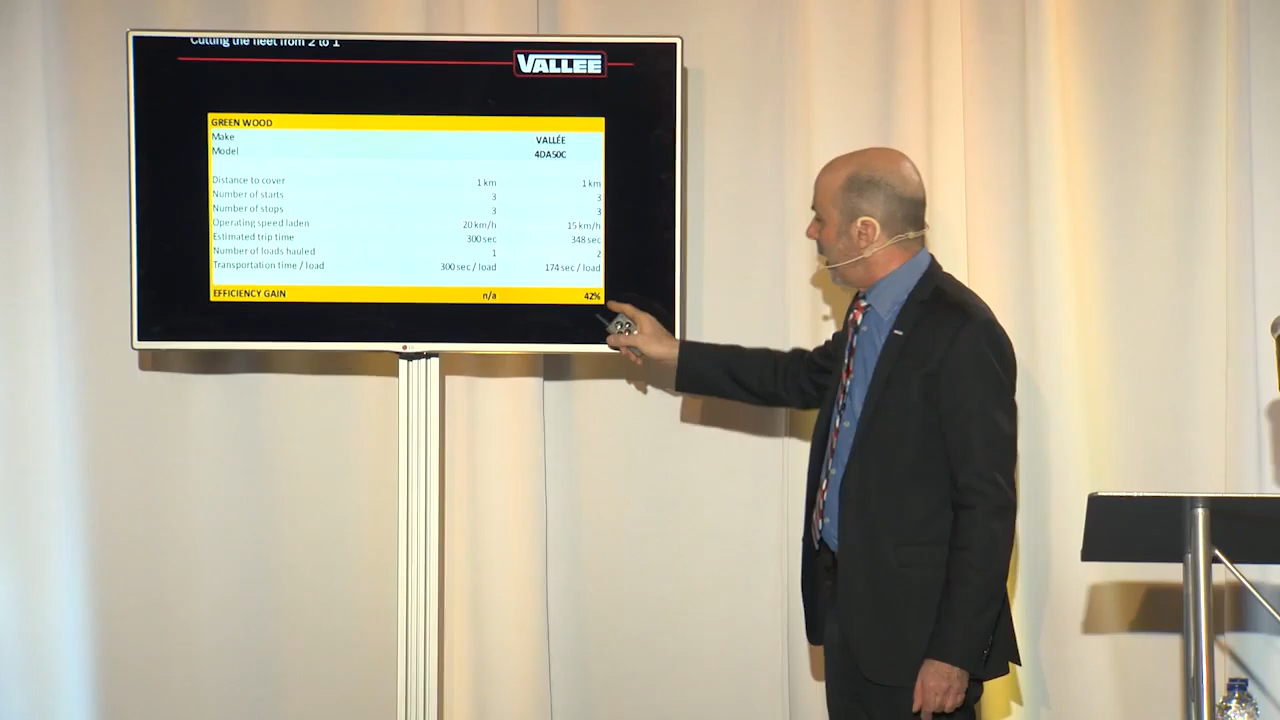 Cutting the fleet from 2 to 1
VALLEE
GREEN WOOD
Make VALLÉE
Model 4DA50C
Distance to cover 1 km 1 km
Number of starts 3 3
Number of stops 3 3
Operating speed laden 20 km/h 15 km/h
Estimated trip time 300 sec 348 sec
Number of loads hauled 1 2
Transportation time / load 300 sec / load 174 sec / load
EFFICIENCY GAIN n/a 42%
LG